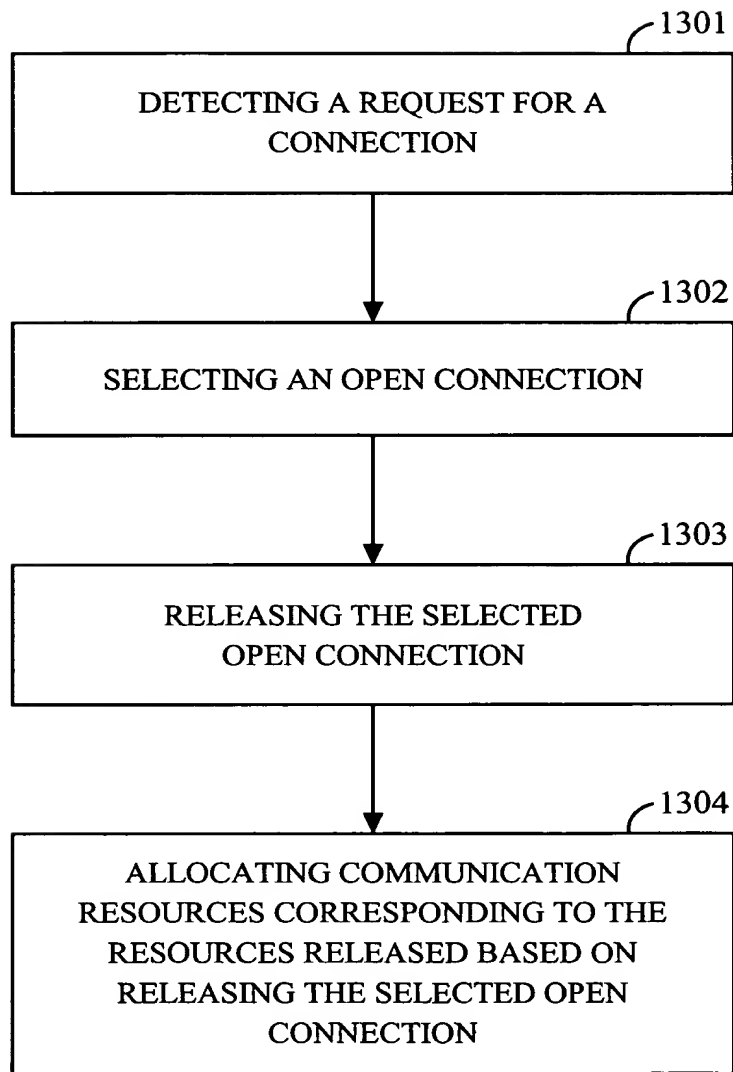 1301
DETECTING A REQUEST FOR A
CONNECTION
1302
SELECTING AN OPEN CONNECTION
1303
RELEASING THE SELECTED
OPEN CONNECTION
1304
ALLOCATING COMMUNICATION
RESOURCES CORRESPONDING TO THE
RESOURCES RELEASED BASED ON
RELEASING THE SELECTED OPEN
CONNECTION